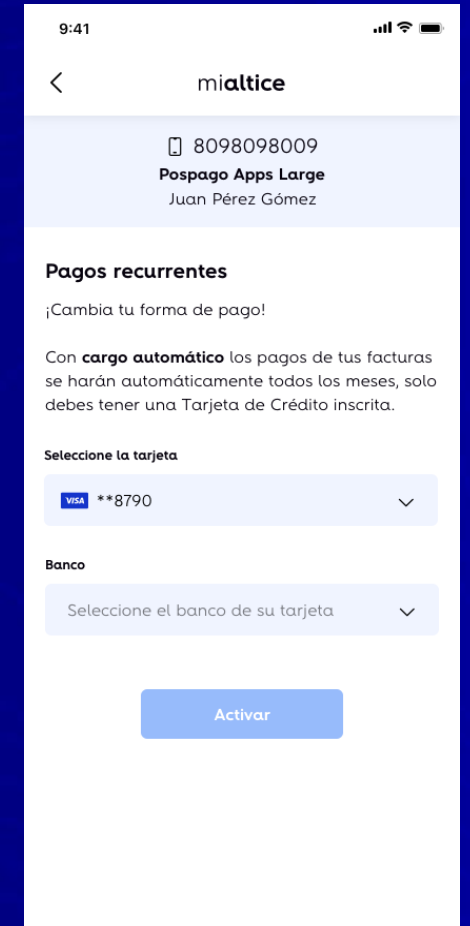 9:41
mialtice
8098098009
Pospago Apps Large
Juan Pérez Gómez
Pagos recurrentes
¡Cambia tu forma de pago!
Con cargo automático los pagos de tus facturas
se harán automáticamente todos los meses, solo
debes tener una Tarjeta de Crédito inscrita.
Seleccione la tarjeta
VISA **8790
Banco
Seleccione el banco de su tarjeta
Activar